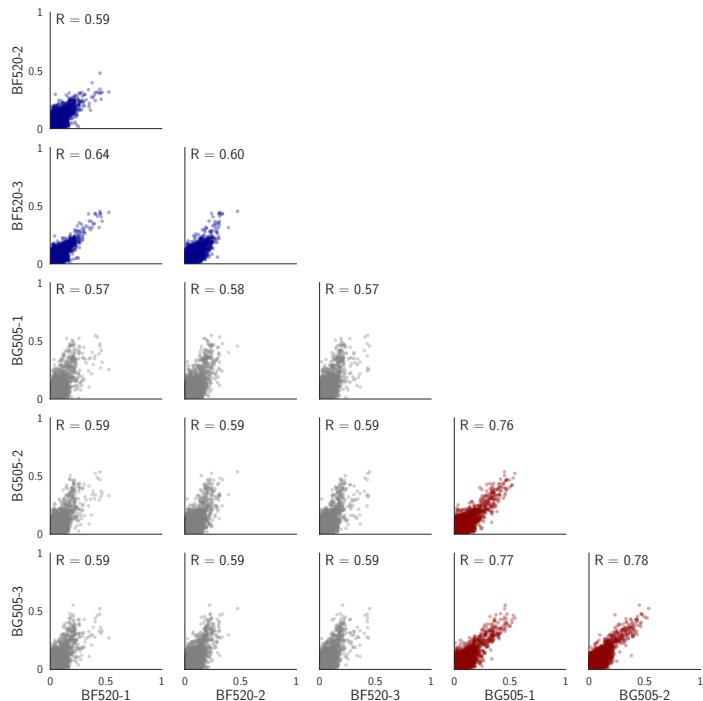 1
R = 0.59
BF520-2
0.5
0
1
R = 0.64
R = 0.60
BF520-3
0.5
0
1
R = 0.57
R = 0.58
R = 0.57
BG505-1
0.5
0
1
R = 0.59
R = 0.59
R = 0.59
R = 0.76
BG505-2
0.5
0
1
R = 0.59
R = 0.59
R = 0.59
R = 0.77
R = 0.78
BG505-3
0.5
0
0 0.5 1 0 0.5 1 0 0.5 1 0 0.5 1 0 0.5 1
BF520-1 BF520-2 BF520-3 BG505-1 BG505-2